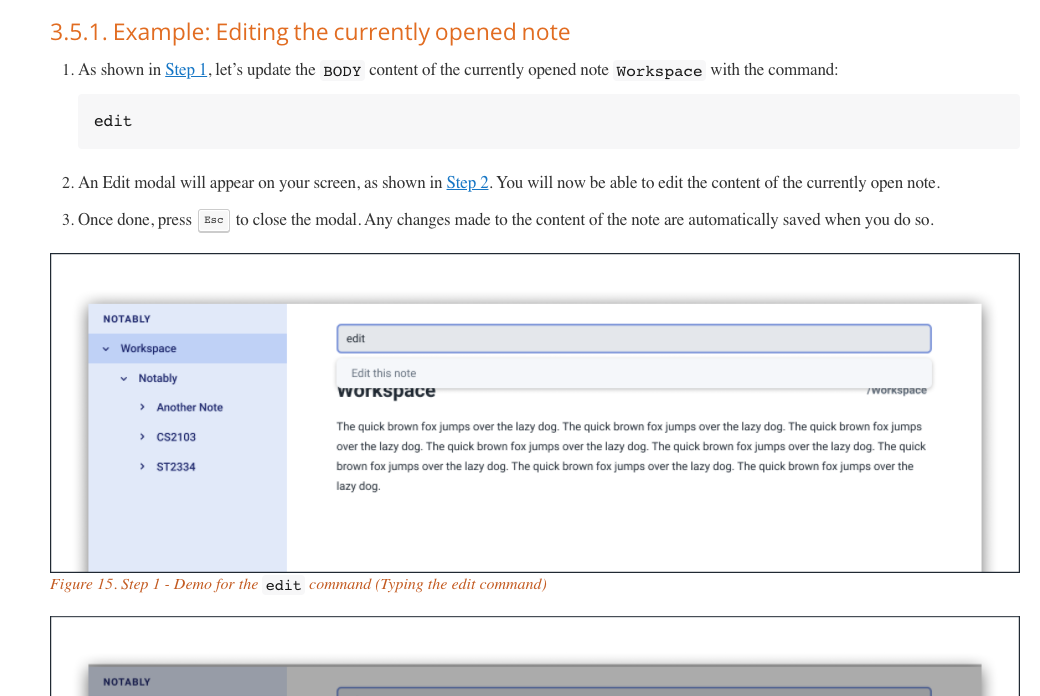 3.5.1. Example: Editing the currently opened note
1. As shown in Step 1, let’s update the BODY content of the currently opened note Workspace with the command:
edit
2. An Edit modal will appear on your screen, as shown in Step 2. You will now be able to edit the content of the currently open note.
3. Once done, press Esc to close the modal. Any changes made to the content of the note are automatically saved when you do so.
NOTABLY
Workspace
Notably
Another Note
CS2103
ST2334
edit
Edit this note
Workspace
/Workspace
The quick brown fox jumps over the lazy dog. The quick brown fox jumps over the lazy dog. The quick brown fox jumps
over the lazy dog. The quick brown fox jumps over the lazy dog. The quick brown fox jumps over the lazy dog. The quick
brown fox jumps over the lazy dog. The quick brown fox jumps over the lazy dog. The quick brown fox jumps over the
lazy dog.
Figure 15. Step 1 - Demo for the edit command (Typing the edit command)
NOTABLY